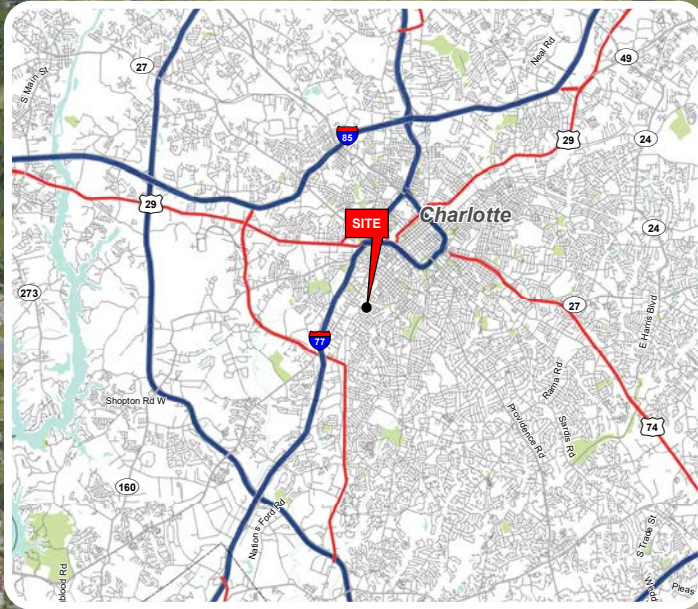 S Main St
27
Neal Rd
49
85
29
24
29
SITE
Charlotte
24
273
27
E Harris Blvd
77
Rama Rd
Shopton Rd W
Providence Rd
Sardis Rd
74
160
Nations Ford Rd
S Trade St